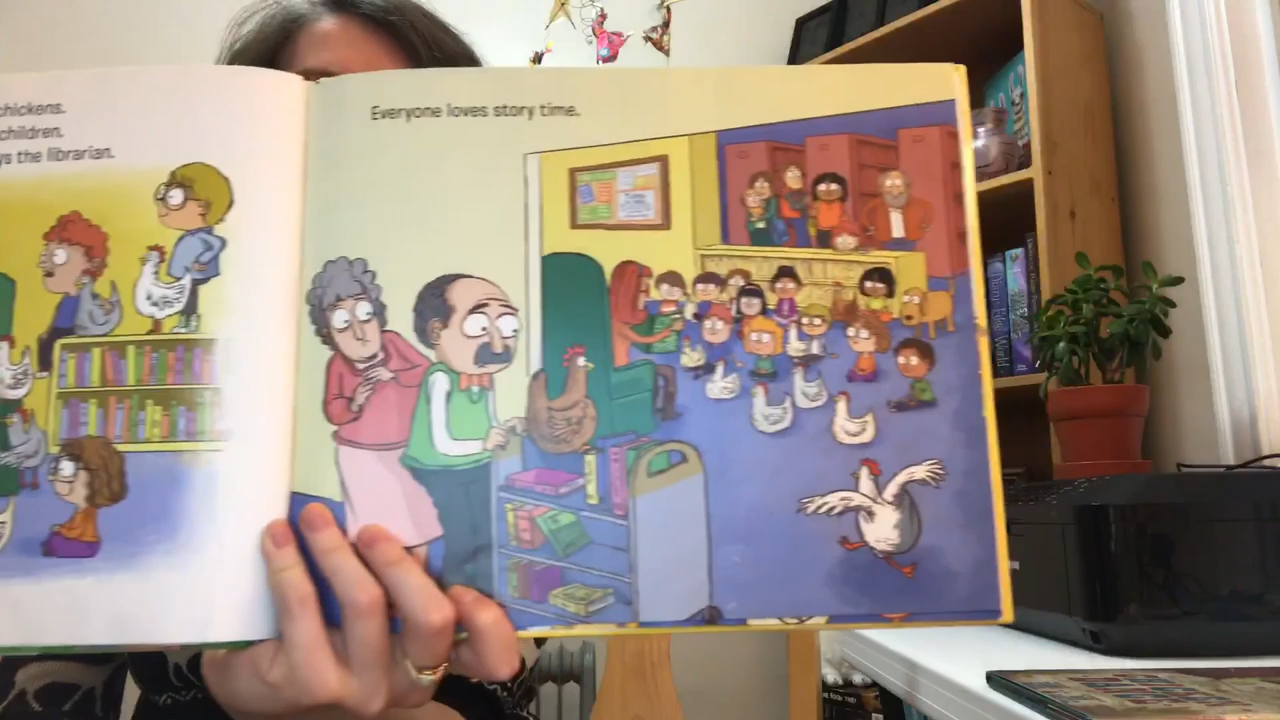 chickens.
children.
the librarian.
Everyone loves story time.